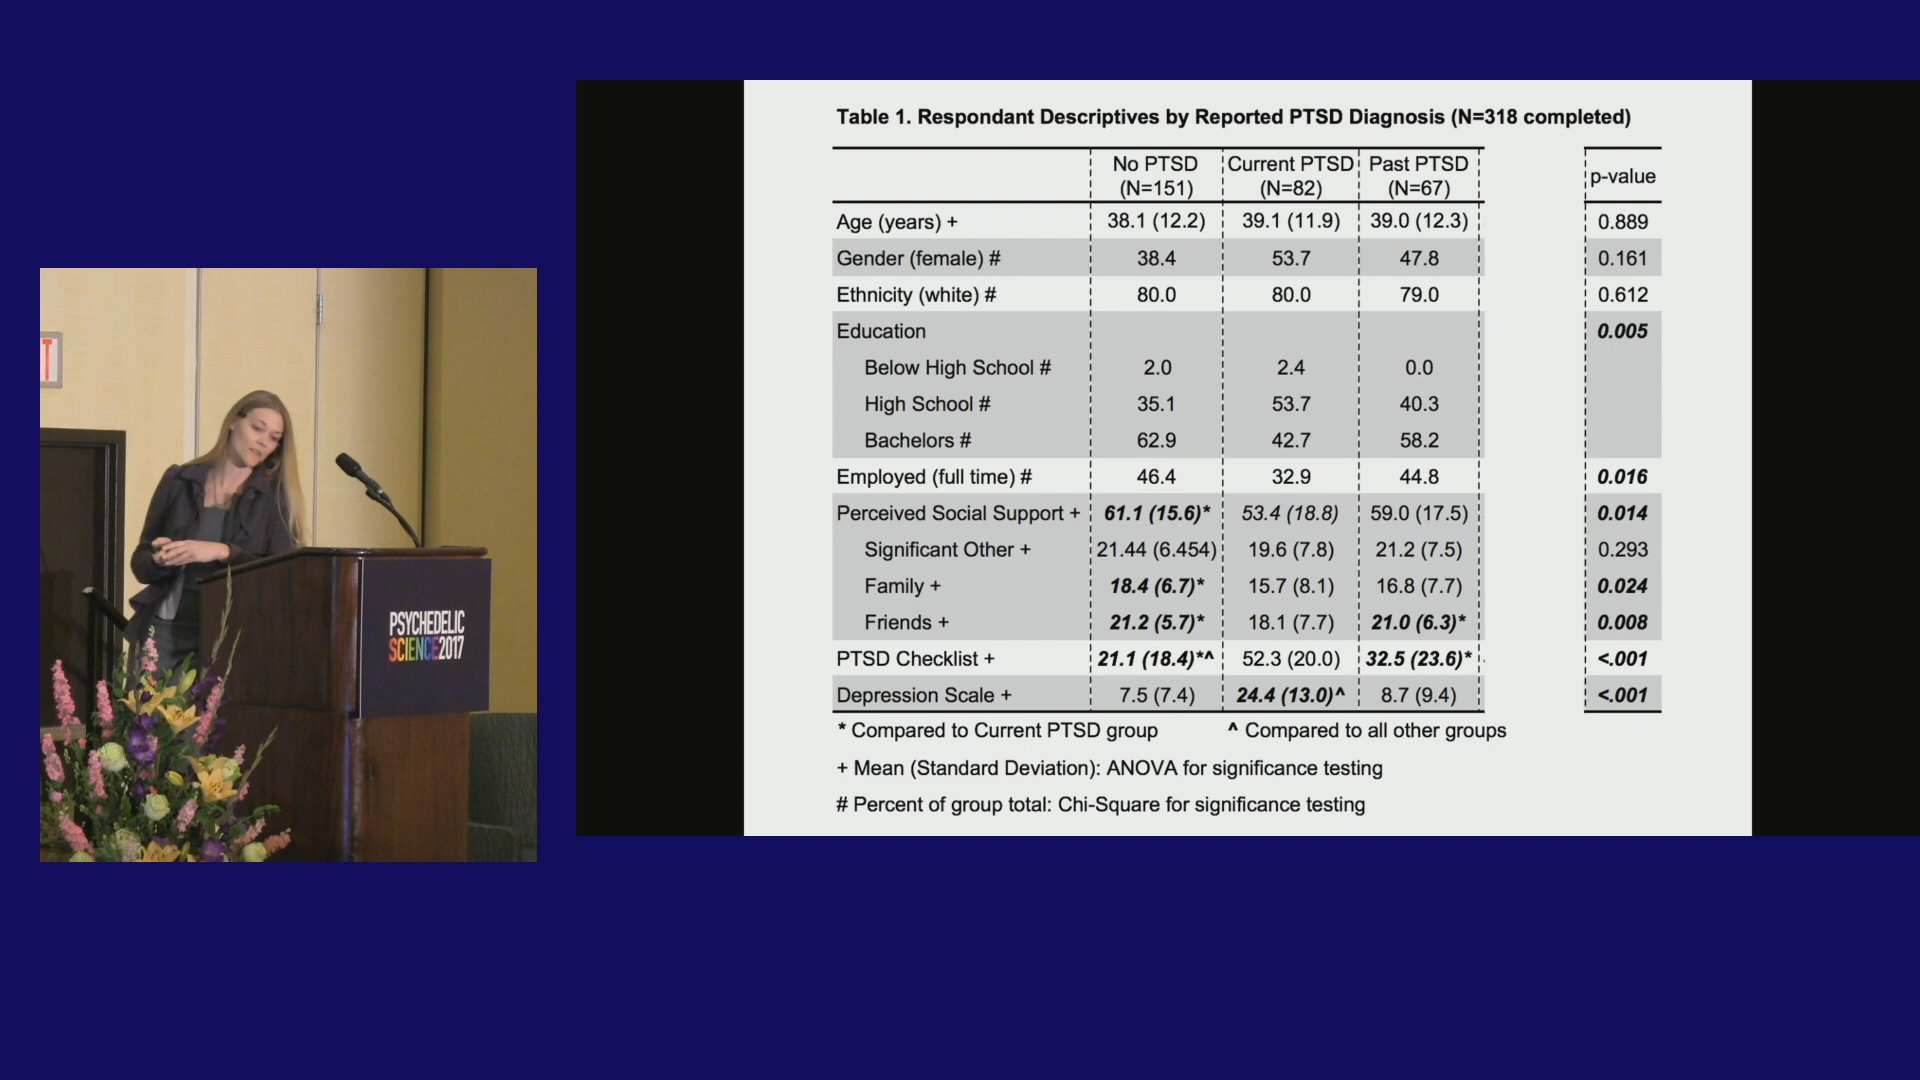 Table 1. Respondant Descriptives by Reported PTSD Diagnosis (N=318 completed)
No PTSD Current PTSD Past PTSD
(N=151) (N=82) (N=67) p-value
Age (years) + 38.1 (12.2) 39.1 (11.9) 39.0 (12.3) 0.889
Gender (female) # 38.4 53.7 47.8 0.161
Ethnicity (white) # 80.0 80.0 79.0 0.612
Education 0.005
Below High School # 2.0 2.4 0.0
High School # 35.1 53.7 40.3
Bachelors # 62.9 42.7 58.2
Employed (full time) # 46.4 32.9 44.8 0.016
Perceived Social Support + 61.1 (15.6)* 53.4 (18.8) 59.0 (17.5) 0.014
Significant Other + 21.44 (6.454) 19.6 (7.8) 21.2 (7.5) 0.293
Family + 18.4 (6.7)* 15.7 (8.1) 16.8 (7.7) 0.024
Friends + 21.2 (5.7)* 18.1 (7.7) 21.0 (6.3)* 0.008
PTSD Checklist + 21.1 (18.4)*^ 52.3 (20.0) 32.5 (23.6)* <.001
Depression Scale + 7.5 (7.4) 24.4 (13.0)^ 8.7 (9.4) <.001
* Compared to Current PTSD group ^ Compared to all other groups
+ Mean (Standard Deviation): ANOVA for significance testing
# Percent of group total: Chi-Square for significance testing
T
PSYCHEDELIC
SCIENCE2017